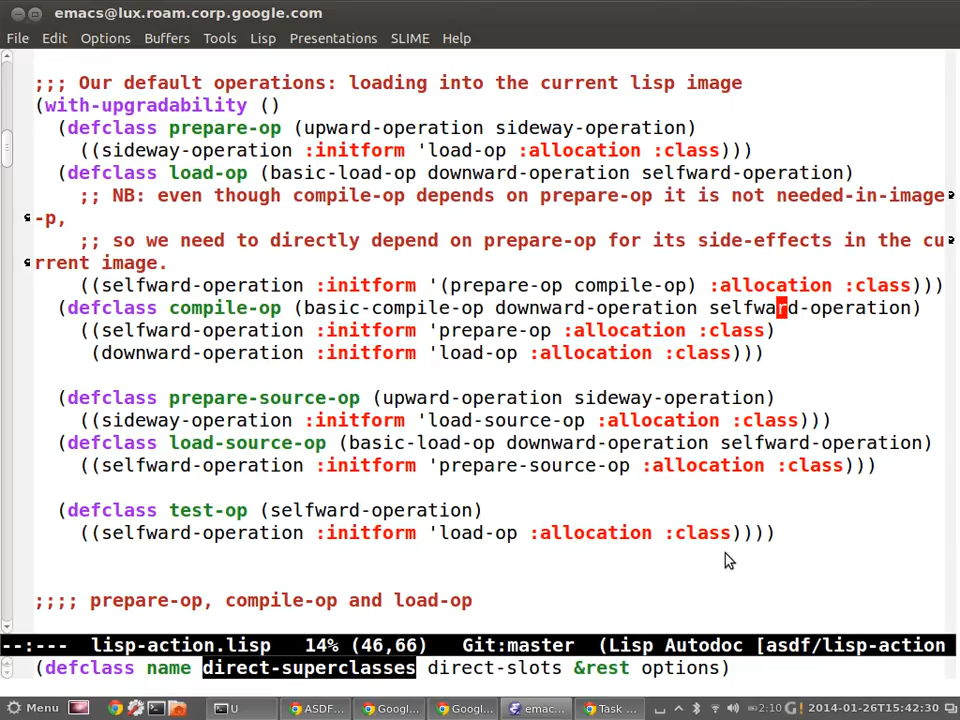 emacs@lux.roam.corp.google.com
File Edit Options Buffers Tools Lisp Presentations SLIME Help
;;; Our default operations: loading into the current lisp image
(with-upgradability ()
(defclass prepare-op (upward-operation sideway-operation)
((sideway-operation :initform 'load-op :allocation :class)))
(defclass load-op (basic-load-op downward-operation selfward-operation)
;; NB: even though compile-op depends on prepare-op it is not needed-in-image
-p,
;; so we need to directly depend on prepare-op for its side-effects in the cu
rrent image.
((selfward-operation :initform '(prepare-op compile-op) :allocation :class)))
(defclass compile-op (basic-compile-op downward-operation selfward-operation)
((selfward-operation :initform 'prepare-op :allocation :class)
(downward-operation :initform 'load-op :allocation :class)))
(defclass prepare-source-op (upward-operation sideway-operation)
((sideway-operation :initform 'load-source-op :allocation :class)))
(defclass load-source-op (basic-load-op downward-operation selfward-operation)
((selfward-operation :initform 'prepare-source-op :allocation :class)))
(defclass test-op (selfward-operation)
((selfward-operation :initform 'load-op :allocation :class))))
;;;; prepare-op, compile-op and load-op
--:--- lisp-action.lisp 14% (46,66) Git:master (Lisp Autodoc [asdf/lisp-action
(defclass name direct-superclasses direct-slots &rest options)
Menu U ASDF... Googl... Googl... emac... Task ... 2:10 2014-01-26T15:42:30